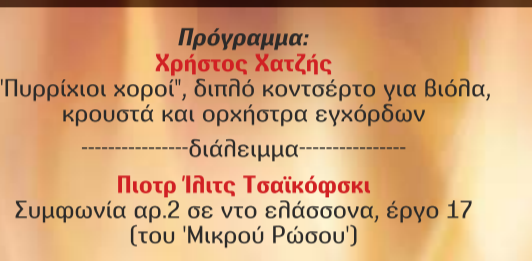 Πρόγραμμα:
Χρήστος Χατζής
'Πυρρίχιοι χοροί", διπλό κοντσέρτο για βιόλα,
κρουστά και ορχήστρα εγχόρδων
----------------διάλειμμα----------------
Πιοτρ Ίλιτς Τσαϊκόφσκι
Συμφωνία αρ.2 σε ντο ελάσσονα, έργο 17
(του 'Μικρού Ρώσου')